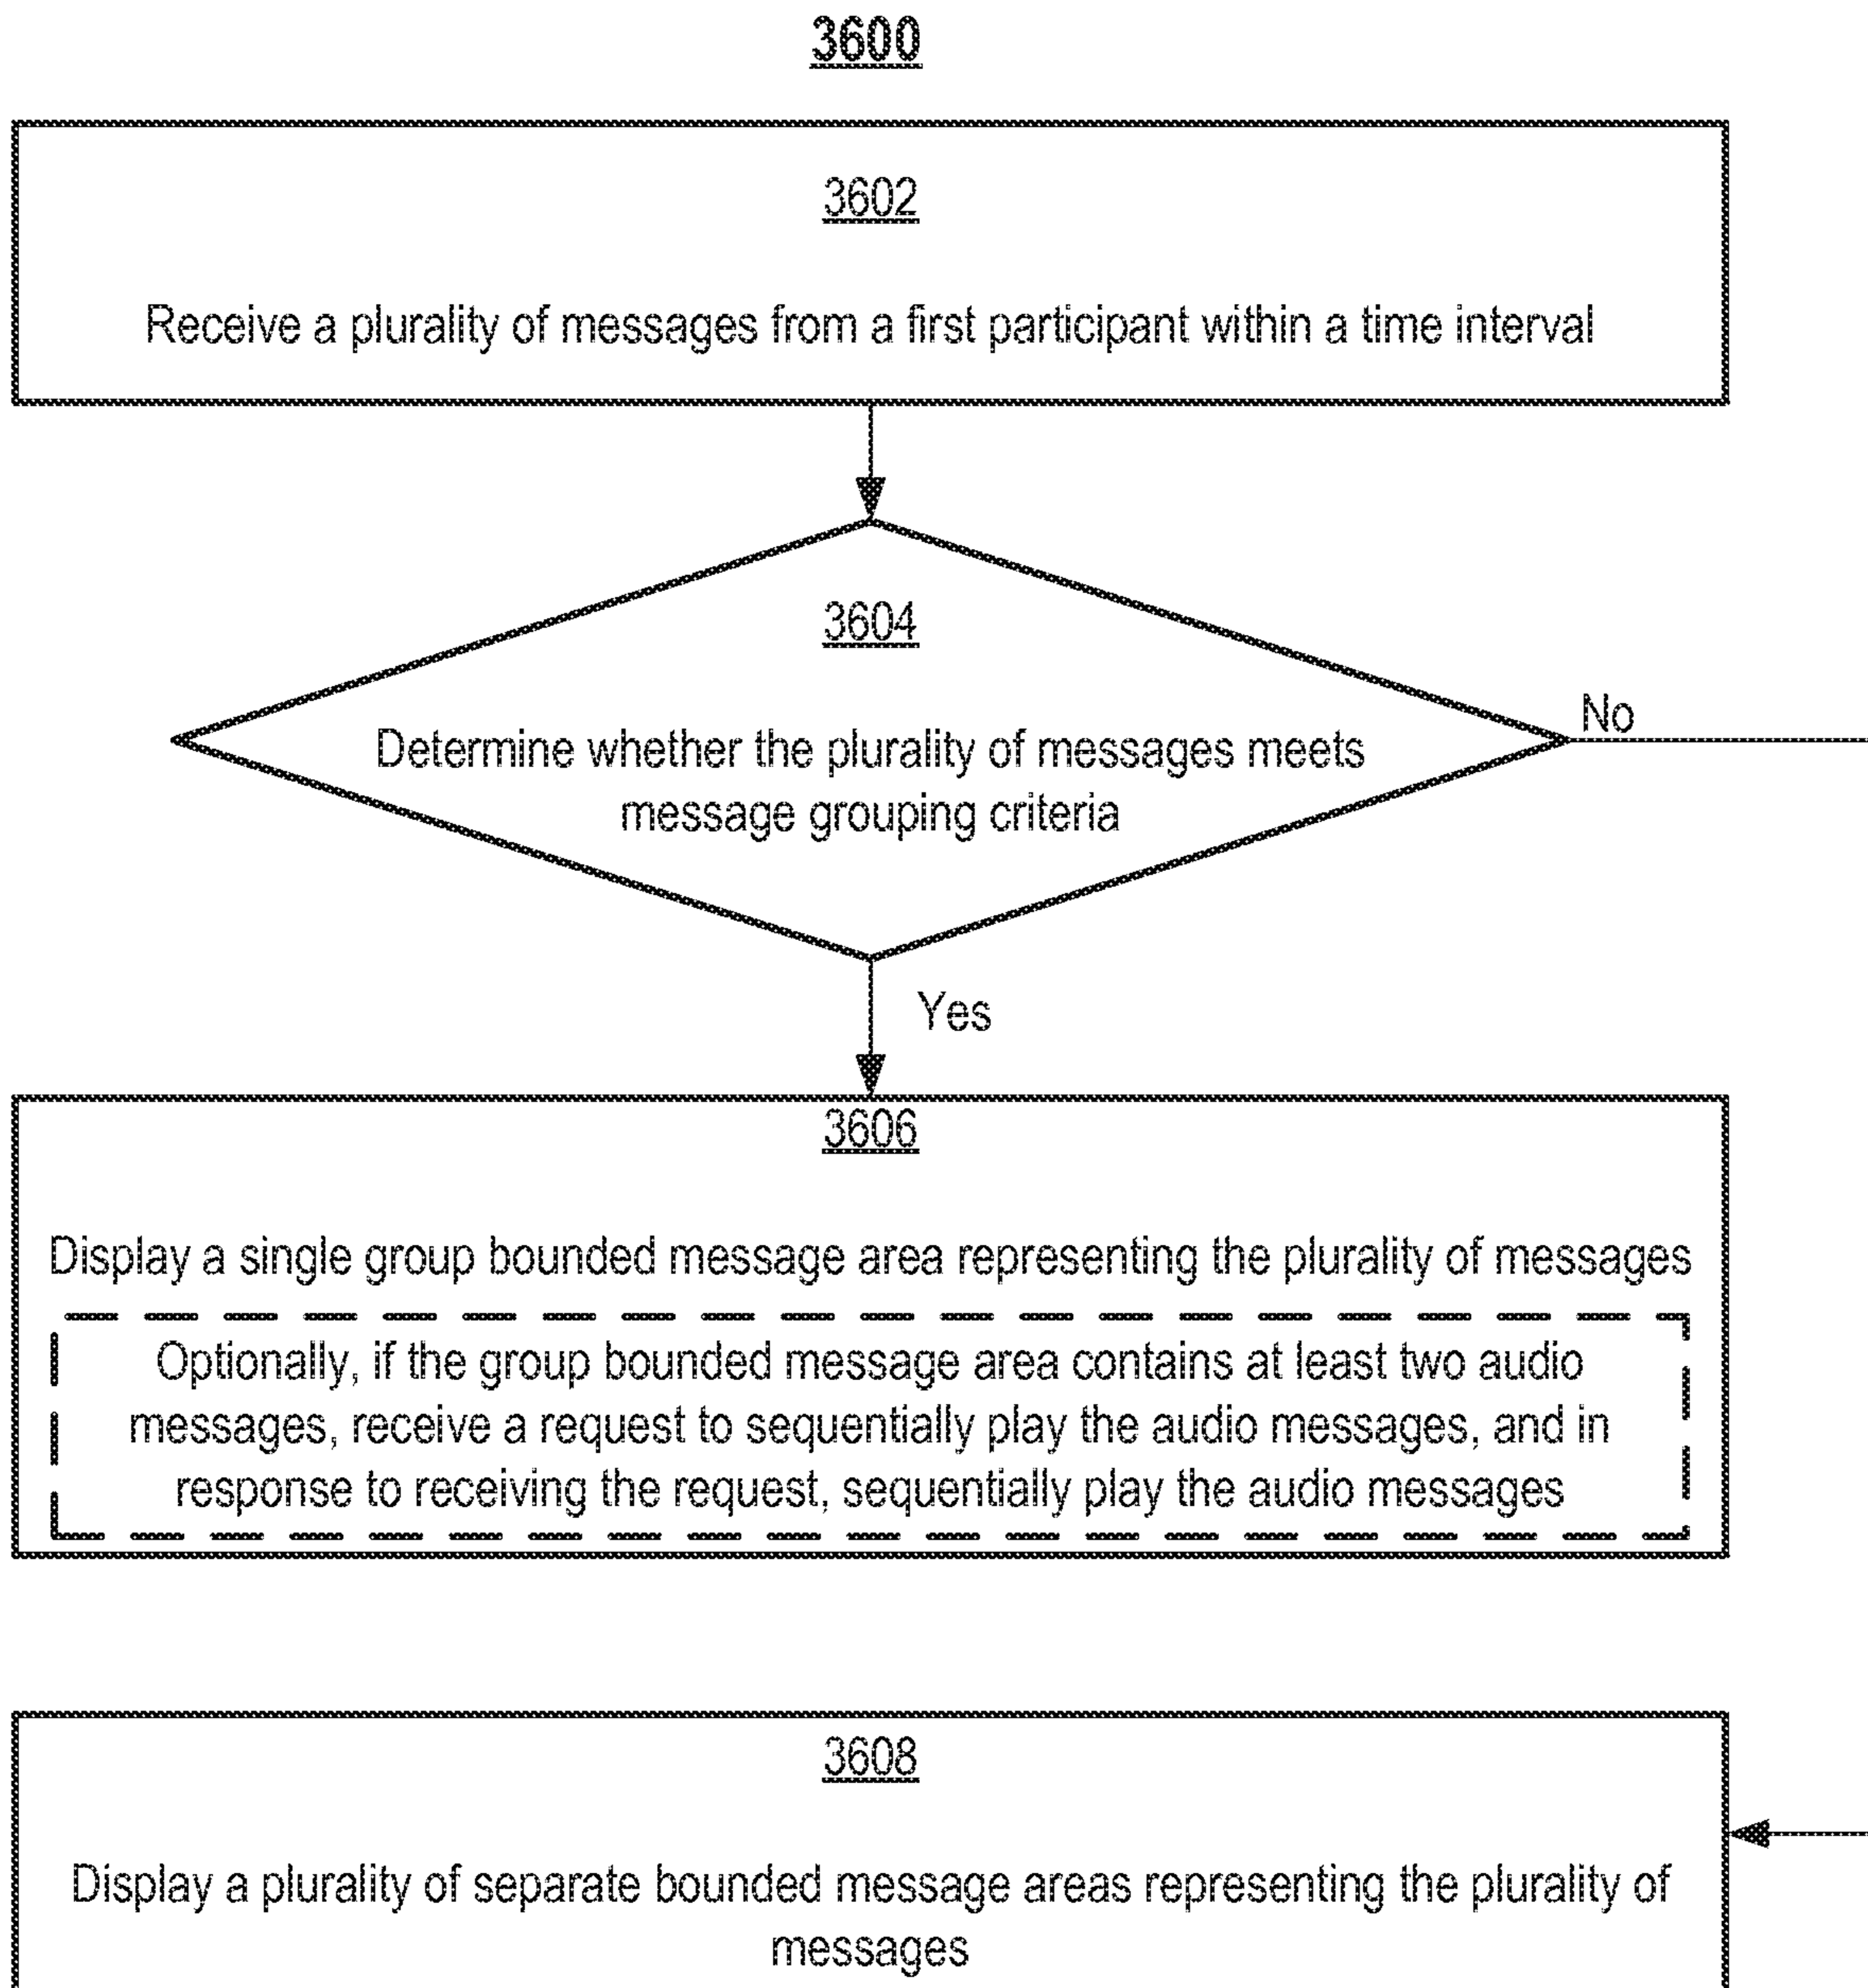 3600
3602
Receive a plurality of messages from a first participant within a time interval
3604
No
Determine whether the plurality of messages meets
message grouping criteria
Yes
3606
Display a single group bounded message area representing the plurality of messages
Optionally, if the group bounded message area contains at least two audio
messages, receive a request to sequentially play the audio messages, and in
response to receiving the request, sequentially play the audio messages
3608
Display a plurality of separate bounded message areas representing the plurality of
messages